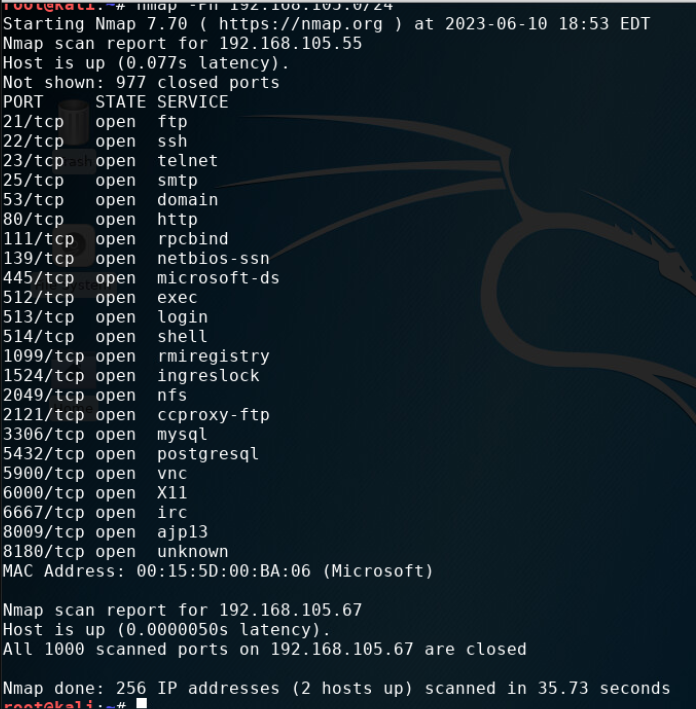 root@kali:~# nmap -Pn 192.168.105.0/24
Starting Nmap 7.70 ( https://nmap.org ) at 2023-06-10 18:53 EDT
Nmap scan report for 192.168.105.55
Host is up (0.077s latency).
Not shown: 977 closed ports
PORT     STATE SERVICE
21/tcp   open  ftp
22/tcp   open  ssh
23/tcp   open  telnet
25/tcp   open  smtp
53/tcp   open  domain
80/tcp   open  http
111/tcp  open  rpcbind
139/tcp  open  netbios-ssn
445/tcp  open  microsoft-ds
512/tcp  open  exec
513/tcp  open  login
514/tcp  open  shell
1099/tcp open  rmiregistry
1524/tcp open  ingreslock
2049/tcp open  nfs
2121/tcp open  ccproxy-ftp
3306/tcp open  mysql
5432/tcp open  postgresql
5900/tcp open  vnc
6000/tcp open  X11
6667/tcp open  irc
8009/tcp open  ajp13
8180/tcp open  unknown
MAC Address: 00:15:5D:00:BA:06 (Microsoft)
Nmap scan report for 192.168.105.67
Host is up (0.0000050s latency).
All 1000 scanned ports on 192.168.105.67 are closed
Nmap done: 256 IP addresses (2 hosts up) scanned in 35.73 seconds
root@kali:~#